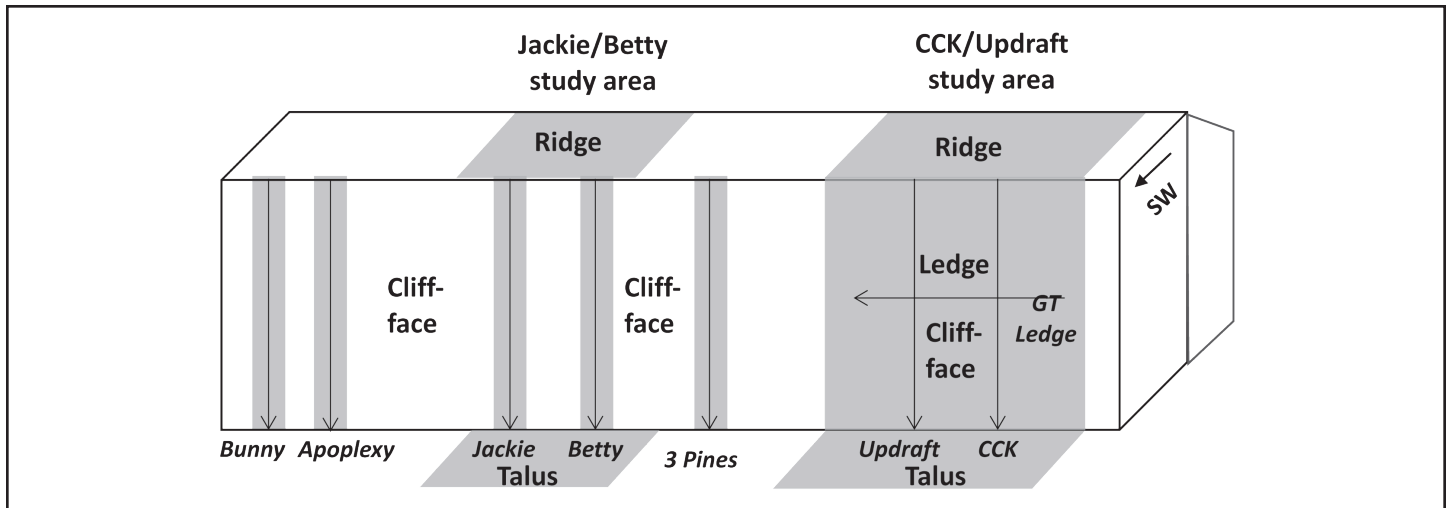 Jackie/Betty
study area
CCK/Updraft
study area
Ridge
Ridge
SW
Cliff-
face
Cliff-
face
Ledge
GT
Ledge
Cliff-
face
Bunny
Apoplexy
Jackie
Betty
3 Pines
Updraft
CCK
Talus
Talus